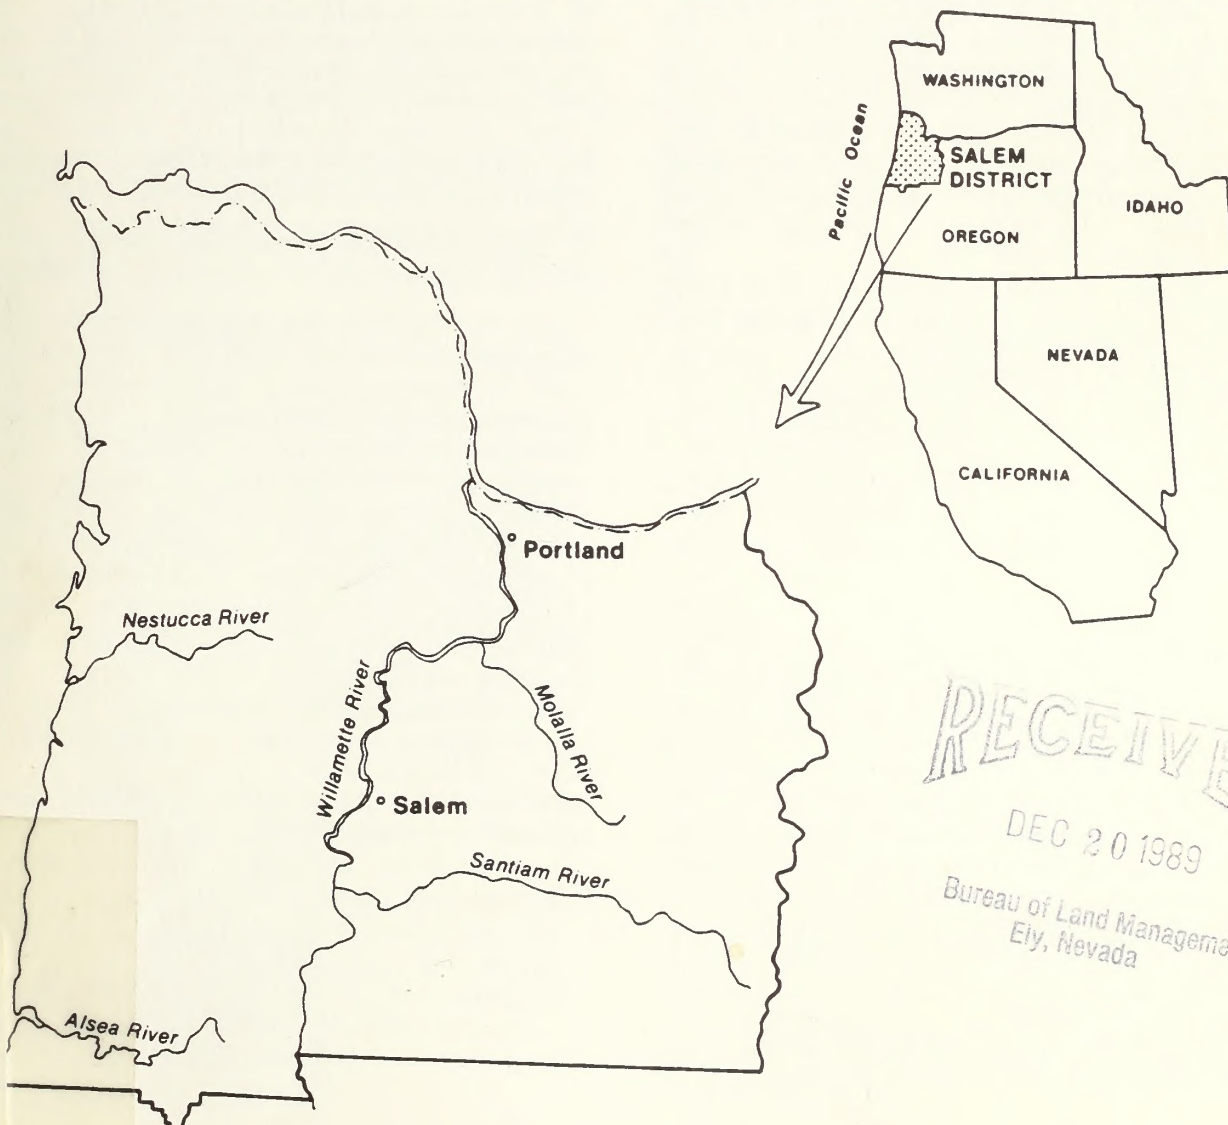 WASHINGTON
Pacific Ocean
SALEM
DISTRICT
IDAHO
OREGON
NEVADA
CALIFORNIA
Portland
Nestucca River
Willamette River
Molalla River
Salem
Santiam River
Alsea River
RECEIVE
DEC 20 1989
Bureau of Land Manageme
Ely, Nevada